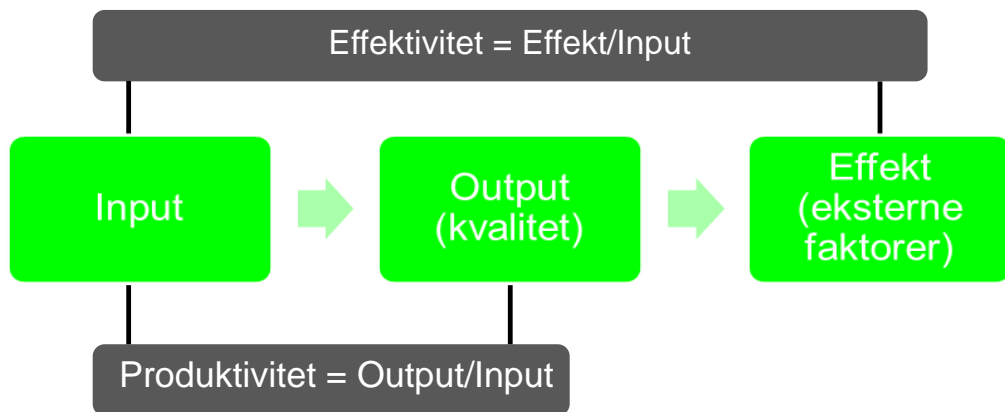 Effektivitet = Effekt/Input
Input
Output
(kvalitet)
Effekt
(eksterne
faktorer)
Produktivitet = Output/Input